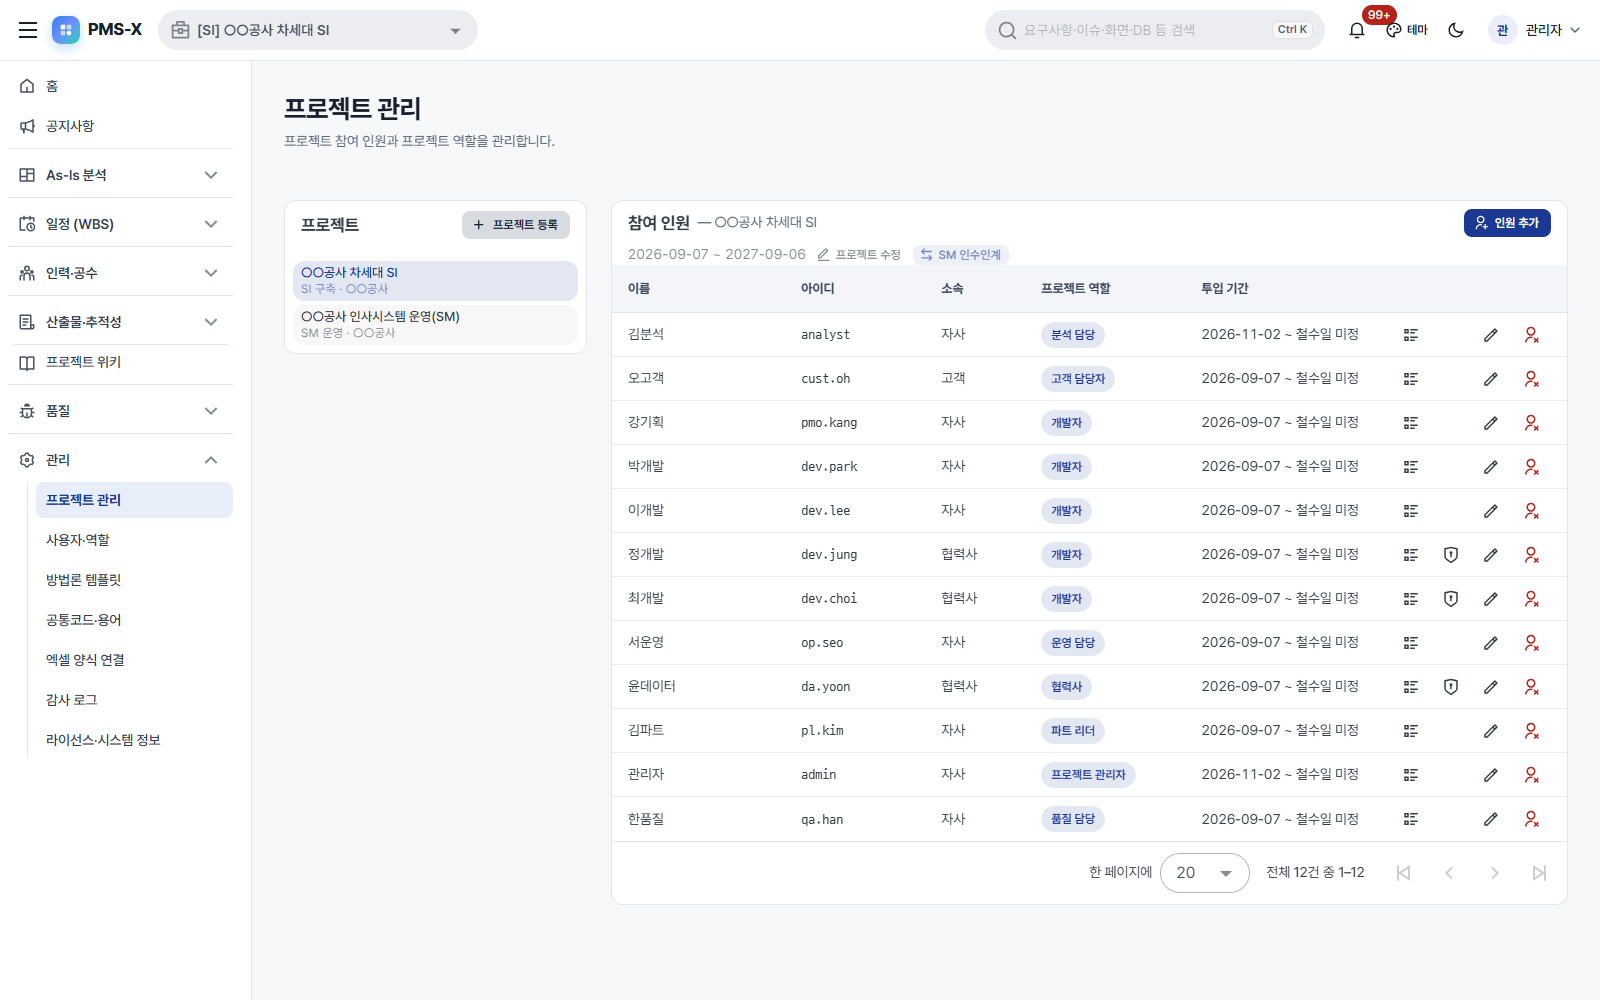 PMS-X
[SI] 〇〇공사 차세대 SI
요구사항·이슈·화면·DB 등 검색
Ctrl K
99+
테마
관
관리자
홈
공지사항
As-Is 분석
일정 (WBS)
인력·공수
산출물·추적성
프로젝트 위키
품질
관리
프로젝트 관리
사용자·역할
방법론 템플릿
공통코드·용어
엑셀 양식 연결
감사 로그
라이선스·시스템 정보
프로젝트 관리
프로젝트 참여 인원과 프로젝트 역할을 관리합니다.
프로젝트
프로젝트 등록
〇〇공사 차세대 SI
SI 구축 · 〇〇공사
〇〇공사 인사시스템 운영(SM)
SM 운영 · 〇〇공사
참여 인원 — 〇〇공사 차세대 SI
인원 추가
2026-09-07 ~ 2027-09-06 프로젝트 수정 SM 인수인계
이름 아이디 소속 프로젝트 역할 투입 기간
김분석 analyst 자사 분석 담당 2026-11-02 ~ 철수일 미정
오고객 cust.oh 고객 고객 담당자 2026-09-07 ~ 철수일 미정
강기획 pmo.kang 자사 개발자 2026-09-07 ~ 철수일 미정
박개발 dev.park 자사 개발자 2026-09-07 ~ 철수일 미정
이개발 dev.lee 자사 개발자 2026-09-07 ~ 철수일 미정
정개발 dev.jung 협력사 개발자 2026-09-07 ~ 철수일 미정
최개발 dev.choi 협력사 개발자 2026-09-07 ~ 철수일 미정
서운영 op.seo 자사 운영 담당 2026-09-07 ~ 철수일 미정
윤데이터 da.yoon 협력사 협력사 2026-09-07 ~ 철수일 미정
김파트 pl.kim 자사 파트 리더 2026-09-07 ~ 철수일 미정
관리자 admin 자사 프로젝트 관리자 2026-11-02 ~ 철수일 미정
한품질 qa.han 자사 품질 담당 2026-09-07 ~ 철수일 미정
한 페이지에 20 전체 12건 중 1–12